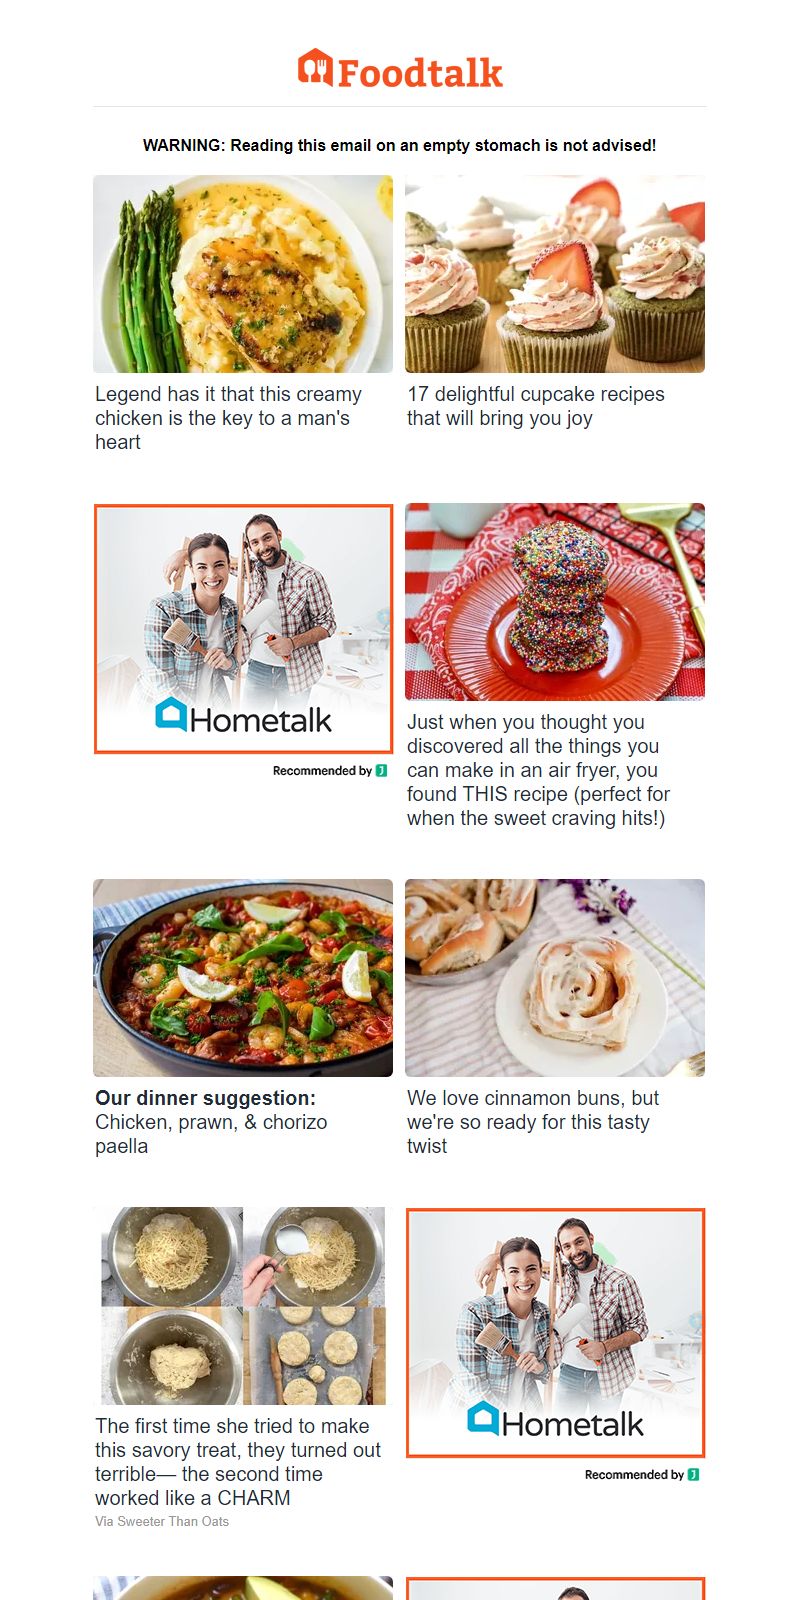 Foodtalk
WARNING: Reading this email on an empty stomach is not advised!
Legend has it that this creamy
chicken is the key to a man's
heart
17 delightful cupcake recipes
that will bring you joy
Hometalk
Recommended by J
Just when you thought you
discovered all the things you
can make in an air fryer, you
found THIS recipe (perfect for
when the sweet craving hits!)
Our dinner suggestion:
Chicken, prawn, & chorizo
paella
We love cinnamon buns, but
we're so ready for this tasty
twist
The first time she tried to make
this savory treat, they turned out
terrible— the second time
worked like a CHARM
Via Sweeter Than Oats
Hometalk
Recommended by J